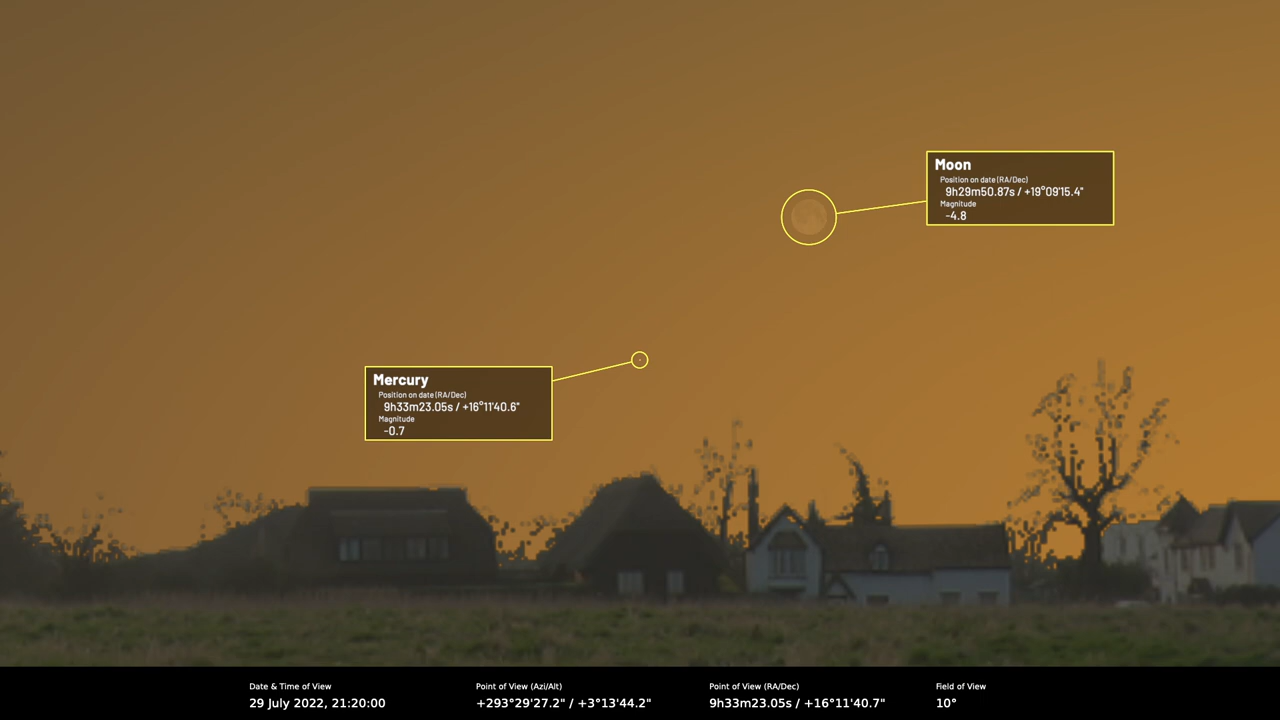 Moon
Position on date (RA/Dec)
9h29m50.87s / +19°09'15.4"
Magnitude
-4.8
Mercury
Position on date (RA/Dec)
9h33m23.05s / +16°11'40.6"
Magnitude
-0.7
Date & Time of View
29 July 2022, 21:20:00
Point of View (Azi/Alt)
+293°29'27.2" / +3°13'44.2"
Point of View (RA/Dec)
9h33m23.05s / +16°11'40.7"
Field of View
10°